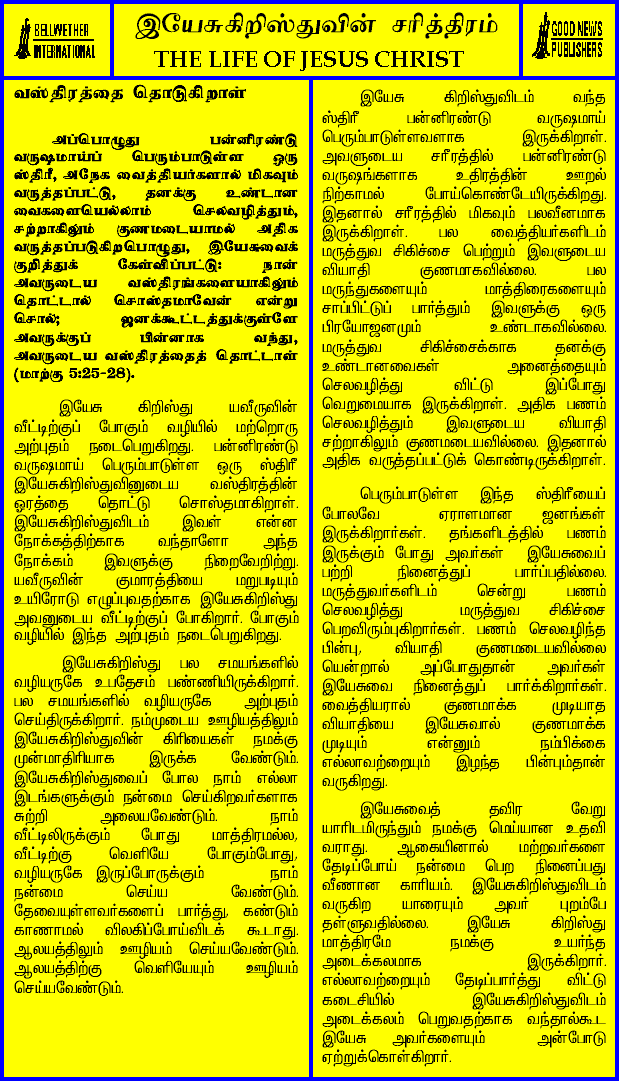 BELLWETHER
INTERNATIONAL
இயேசுகிறிஸ்துவின் சரித்திரம்
THE LIFE OF JESUS CHRIST
GOOD NEWS
PUBLISHERS
வஸ்திரத்தை தொடுகிறாள்
அப்பொழுது பன்னிரண்டு
வருஷமாய்ப் பெரும்பாடுள்ள ஒரு
ஸ்திரீ, அநேக வைத்தியர்களால் மிகவும்
வருத்தப்பட்டு, தனக்கு உண்டான
வைகளையெல்லாம் செலவழித்தும்,
சற்றாகிலும் குணமடையாமல் அதிக
வருத்தப்படுகிறபொழுது, இயேசுவைக்
குறித்துக் கேள்விப்பட்டு: நான்
அவருடைய வஸ்திரங்களையாகிலும்
தொட்டால் சொஸ்தமாவேன் என்று
சொல்; ஜனக்கூட்டத்துக்குள்ளே
அவருக்குப் பின்னாக வந்து,
அவருடைய வஸ்திரத்தைத் தொட்டாள்
(மாற்கு 5:25-28).
இயேசு கிறிஸ்து யவீருவின்
வீட்டிற்குப் போகும் வழியில் மற்றொரு
அற்புதம் நடைபெறுகிறது. பன்னிரண்டு
வருஷமாய் பெரும்பாடுள்ள ஒரு ஸ்திரீ
இயேசுகிறிஸ்துவினுடைய வஸ்திரத்தின்
ஓரத்தை தொட்டு சொஸ்தமாகிறாள்.
இயேசுகிறிஸ்துவிடம் இவள் என்ன
நோக்கத்திற்காக வந்தாளோ அந்த
நோக்கம் இவளுக்கு நிறைவேறிற்று.
யவீருவின் குமாரத்தியை மறுபடியும்
உயிரோடு எழுப்புவதற்காக இயேசுகிறிஸ்து
அவனுடைய வீட்டிற்குப் போகிறார். போகும்
வழியில் இந்த அற்புதம் நடைபெறுகிறது.
இயேசுகிறிஸ்து பல சமயங்களில்
வழியருகே உபதேசம் பண்ணியிருக்கிறார்.
பல சமயங்களில் வழியருகே அற்புதம்
செய்திருக்கிறார். நம்முடைய ஊழியத்திலும்
இயேசுகிறிஸ்துவின் கிரியைகள் நமக்கு
முன்மாதிரியாக இருக்க வேண்டும்.
இயேசுகிறிஸ்துவைப் போல நாம் எல்லா
இடங்களுக்கும் நன்மை செய்கிறவர்களாக
சுற்றி அலையவேண்டும். நாம்
வீட்டிலிருக்கும் போது மாத்திரமல்ல,
வீட்டிற்கு வெளியே போகும்போது,
வழியருகே இருப்போருக்கும் நாம்
நன்மை செய்ய வேண்டும்.
தேவையுள்ளவர்களைப் பார்த்து, கண்டும்
காணாமல் விலகிப்போய்விடக் கூடாது.
ஆலயத்திலும் ஊழியம் செய்யவேண்டும்.
ஆலயத்திற்கு வெளியேயும் ஊழியம்
செய்யவேண்டும்.
இயேசு கிறிஸ்துவிடம் வந்த
ஸ்திரீ பன்னிரண்டு வருஷமாய்
பெரும்பாடுள்ளவளாக இருக்கிறாள்.
அவளுடைய சரீரத்தில் பன்னிரண்டு
வருஷங்களாக உதிரத்தின் ஊறல்
நிற்காமல் போய்கொண்டேயிருக்கிறது.
இதனால் சரீரத்தில் மிகவும் பலவீனமாக
இருக்கிறாள். பல வைத்தியர்களிடம்
மருத்துவ சிகிச்சை பெற்றும் இவளுடைய
வியாதி குணமாகவில்லை. பல
மருந்துகளையும் மாத்திரைகளையும்
சாப்பிட்டுப் பார்த்தும் இவளுக்கு ஒரு
பிரயோஜனமும் உண்டாகவில்லை.
மருத்துவ சிகிச்சைக்காக தனக்கு
உண்டானவைகள் அனைத்தையும்
செலவழித்து விட்டு இப்போது
வெறுமையாக இருக்கிறாள். அதிக பணம்
செலவழித்தும் இவளுடைய வியாதி
சற்றாகிலும் குணமடையவில்லை. இதனால்
அதிக வருத்தப்பட்டுக் கொண்டிருக்கிறாள்.
பெரும்பாடுள்ள இந்த ஸ்திரீயைப்
போலவே ஏராளமான ஜனங்கள்
இருக்கிறார்கள். தங்களிடத்தில் பணம்
இருக்கும் போது அவர்கள் இயேசுவைப்
பற்றி நினைத்துப் பார்ப்பதில்லை.
மருத்துவர்களிடம் சென்று பணம்
செலவழித்து மருத்துவ சிகிச்சை
பெறவிரும்புகிறார்கள். பணம் செலவழிந்த
பின்பு, வியாதி குணமடையவில்லை
யென்றால் அப்போதுதான் அவர்கள்
இயேசுவை நினைத்துப் பார்க்கிறார்கள்.
வைத்தியரால் குணமாக்க முடியாத
வியாதியை இயேசுவால் குணமாக்க
முடியும் என்னும் நம்பிக்கை
எல்லாவற்றையும் இழந்த பின்புதான்
வருகிறது.
இயேசுவைத் தவிர வேறு
யாரிடமிருந்தும் நமக்கு மெய்யான உதவி
வராது. ஆகையினால் மற்றவர்களை
தேடிப்போய் நன்மை பெற நினைப்பது
வீணான காரியம். இயேசுகிறிஸ்துவிடம்
வருகிற யாரையும் அவர் புறம்பே
தள்ளுவதில்லை. இயேசு கிறிஸ்து
மாத்திரமே நமக்கு உயர்ந்த
அடைக்கலமாக இருக்கிறார்.
எல்லாவற்றையும் தேடிப்பார்த்து விட்டு
கடைசியில் இயேசுகிறிஸ்துவிடம்
அடைக்கலம் பெறுவதற்காக வந்தால்கூட
இயேசு அவர்களையும் அன்போடு
ஏற்றுக்கொள்கிறார்.